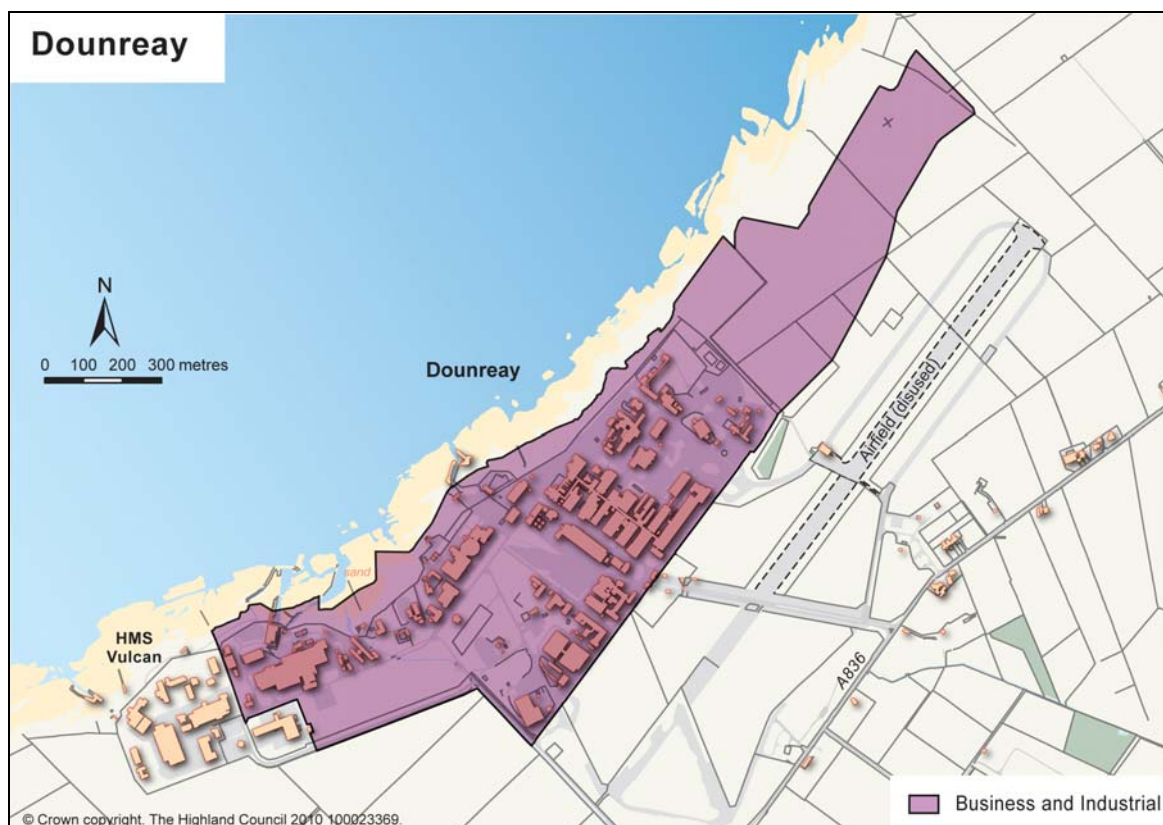 Dounreay
N
0 100 200 300 metres
Dounreay
Airfield (disused)
sand
HMS
Vulcan
A836
Business and Industrial
© Crown copyright. The Highland Council 2010 100023369.